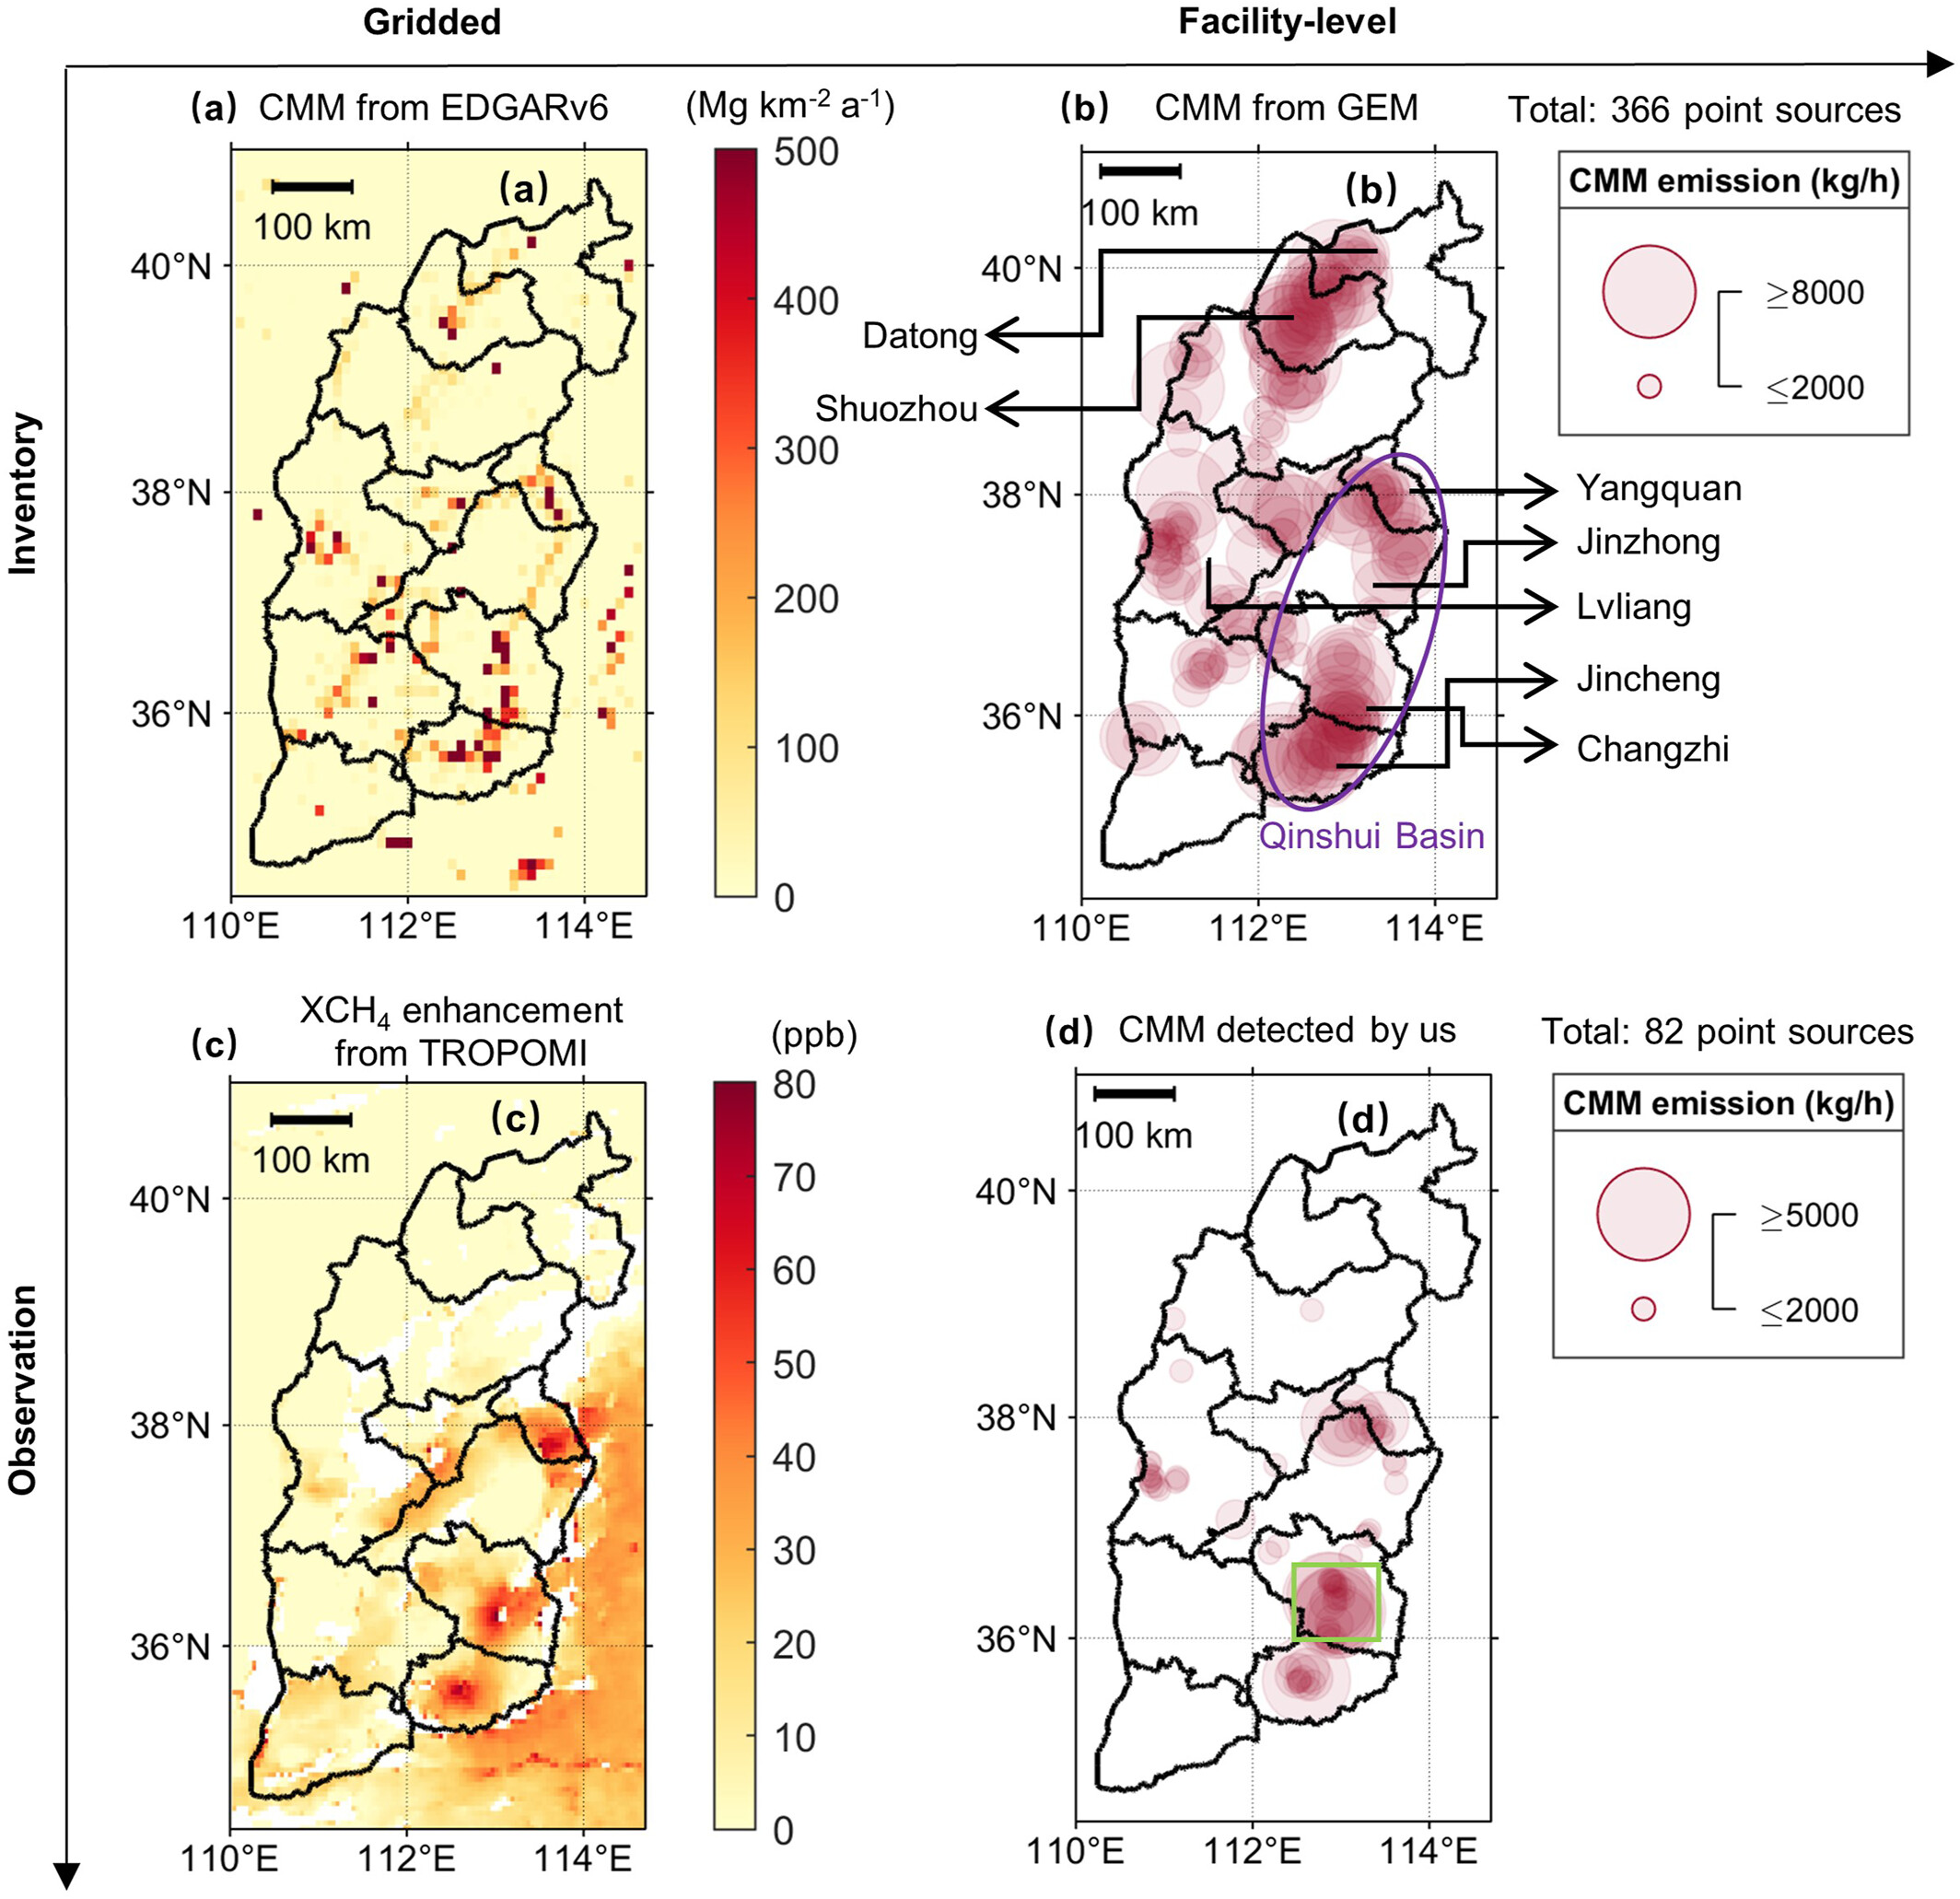 Gridded
Facility-level
Inventory
Observation
(a) CMM from EDGARv6
(Mg km-2 a-1)
(a)
100 km
40°N
38°N
36°N
110°E
112°E
114°E
500
400
300
200
100
0
(b) CMM from GEM
Total: 366 point sources
(b)
100 km
40°N
38°N
36°N
110°E
112°E
114°E
Datong
Shuozhou
Yangquan
Jinzhong
Lvliang
Jincheng
Changzhi
Qinshui Basin
CMM emission (kg/h)
≥8000
≤2000
(c) XCH4 enhancement
from TROPOMI
(ppb)
(c)
100 km
40°N
38°N
36°N
110°E
112°E
114°E
80
70
60
50
40
30
20
10
0
(d) CMM detected by us
Total: 82 point sources
(d)
100 km
40°N
38°N
36°N
110°E
112°E
114°E
CMM emission (kg/h)
≥5000
≤2000